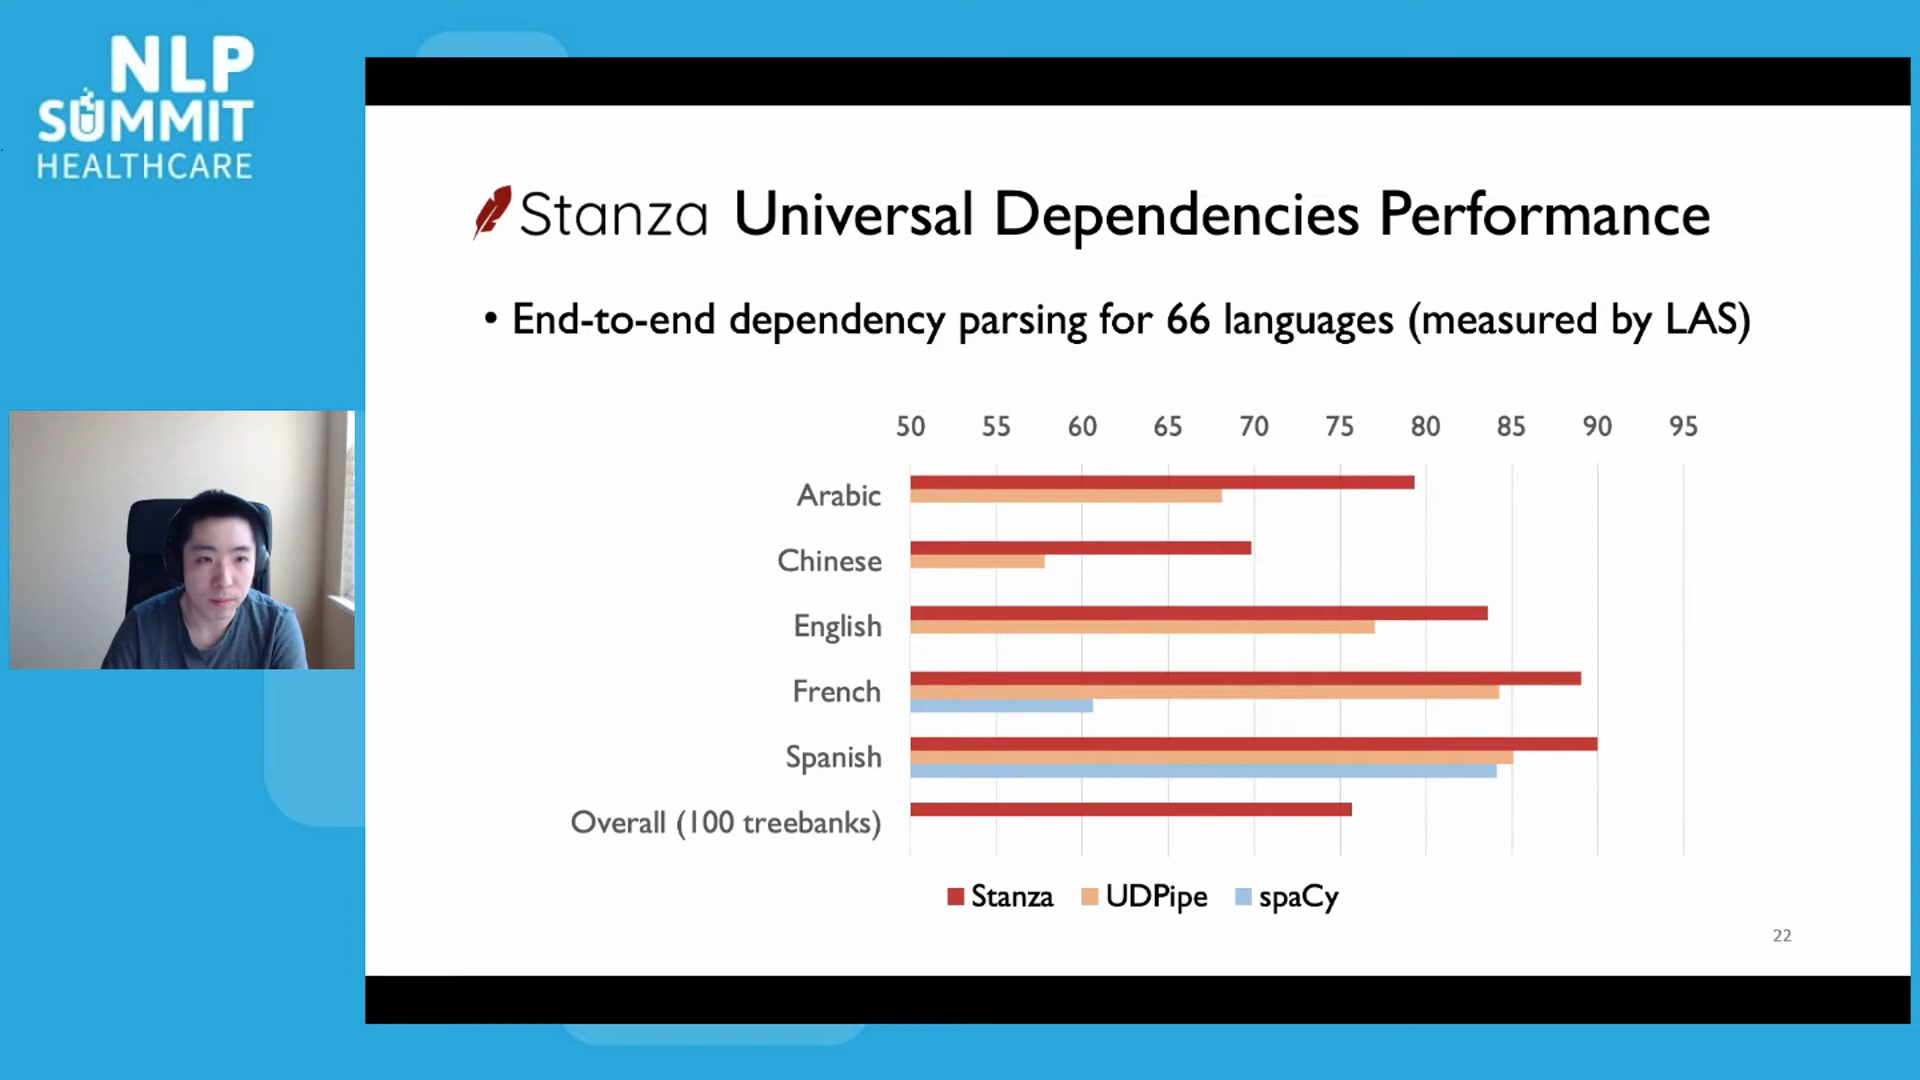 NLP
SUMMIT
HEALTHCARE
Stanza Universal Dependencies Performance
• End-to-end dependency parsing for 66 languages (measured by LAS)
50 55 60 65 70 75 80 85 90 95
Arabic
Chinese
English
French
Spanish
Overall (100 treebanks)
Stanza UDPipe spaCy
22